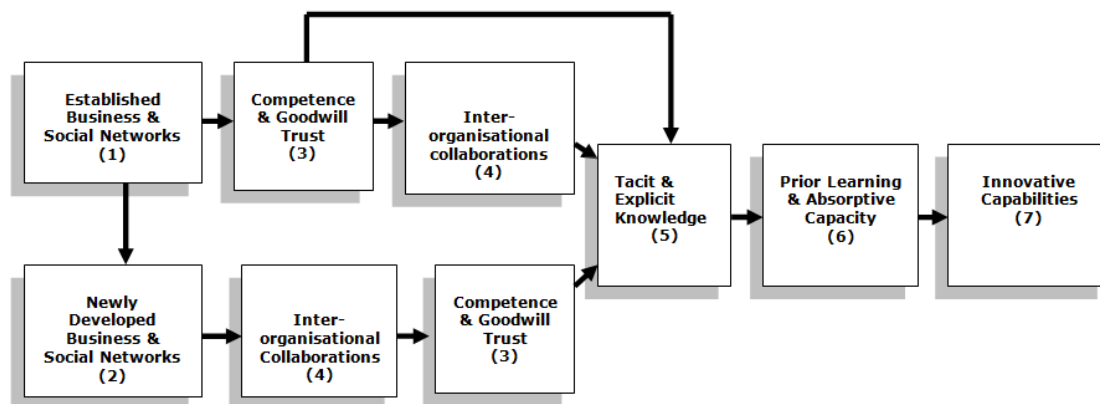 Established
Business &
Social Networks
(1)
Competence
& Goodwill
Trust
(3)
Inter-
organisational
collaborations
(4)
Tacit &
Explicit
Knowledge
(5)
Prior Learning
& Absorptive
Capacity
(6)
Innovative
Capabilities
(7)
Newly
Developed
Business &
Social Networks
(2)
Inter-
organisational
Collaborations
(4)
Competence
& Goodwill
Trust
(3)